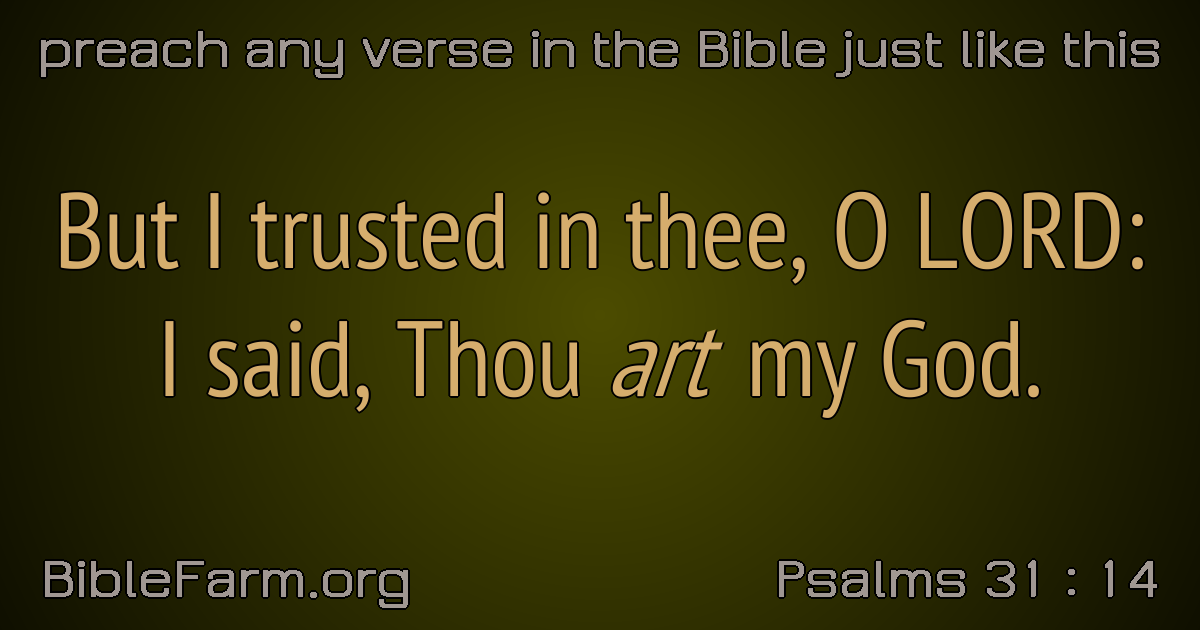 preach any verse in the Bible just like this
But I trusted in thee, O LORD:
I said, Thou art my God.
BibleFarm.org
Psalms 31 : 14